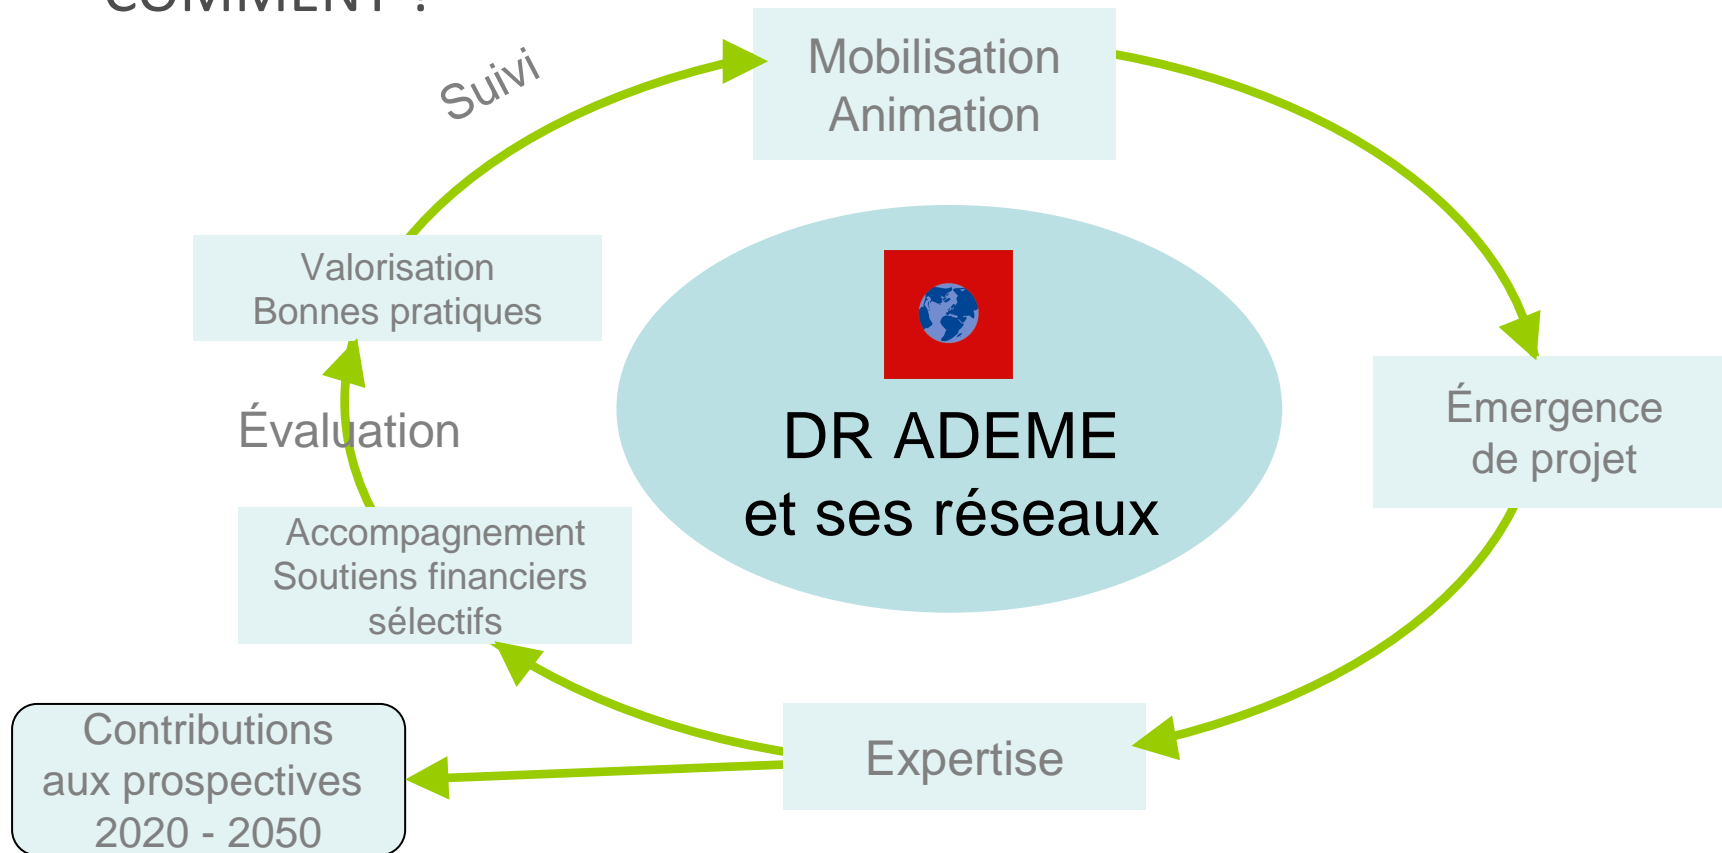 COMMENT ?
Suivi
Mobilisation
Animation
Valorisation
Bonnes pratiques
DR ADEME
et ses réseaux
Émergence
de projet
Évaluation
Accompagnement
Soutiens financiers
sélectifs
Contributions
aux prospectives
2020 - 2050
Expertise